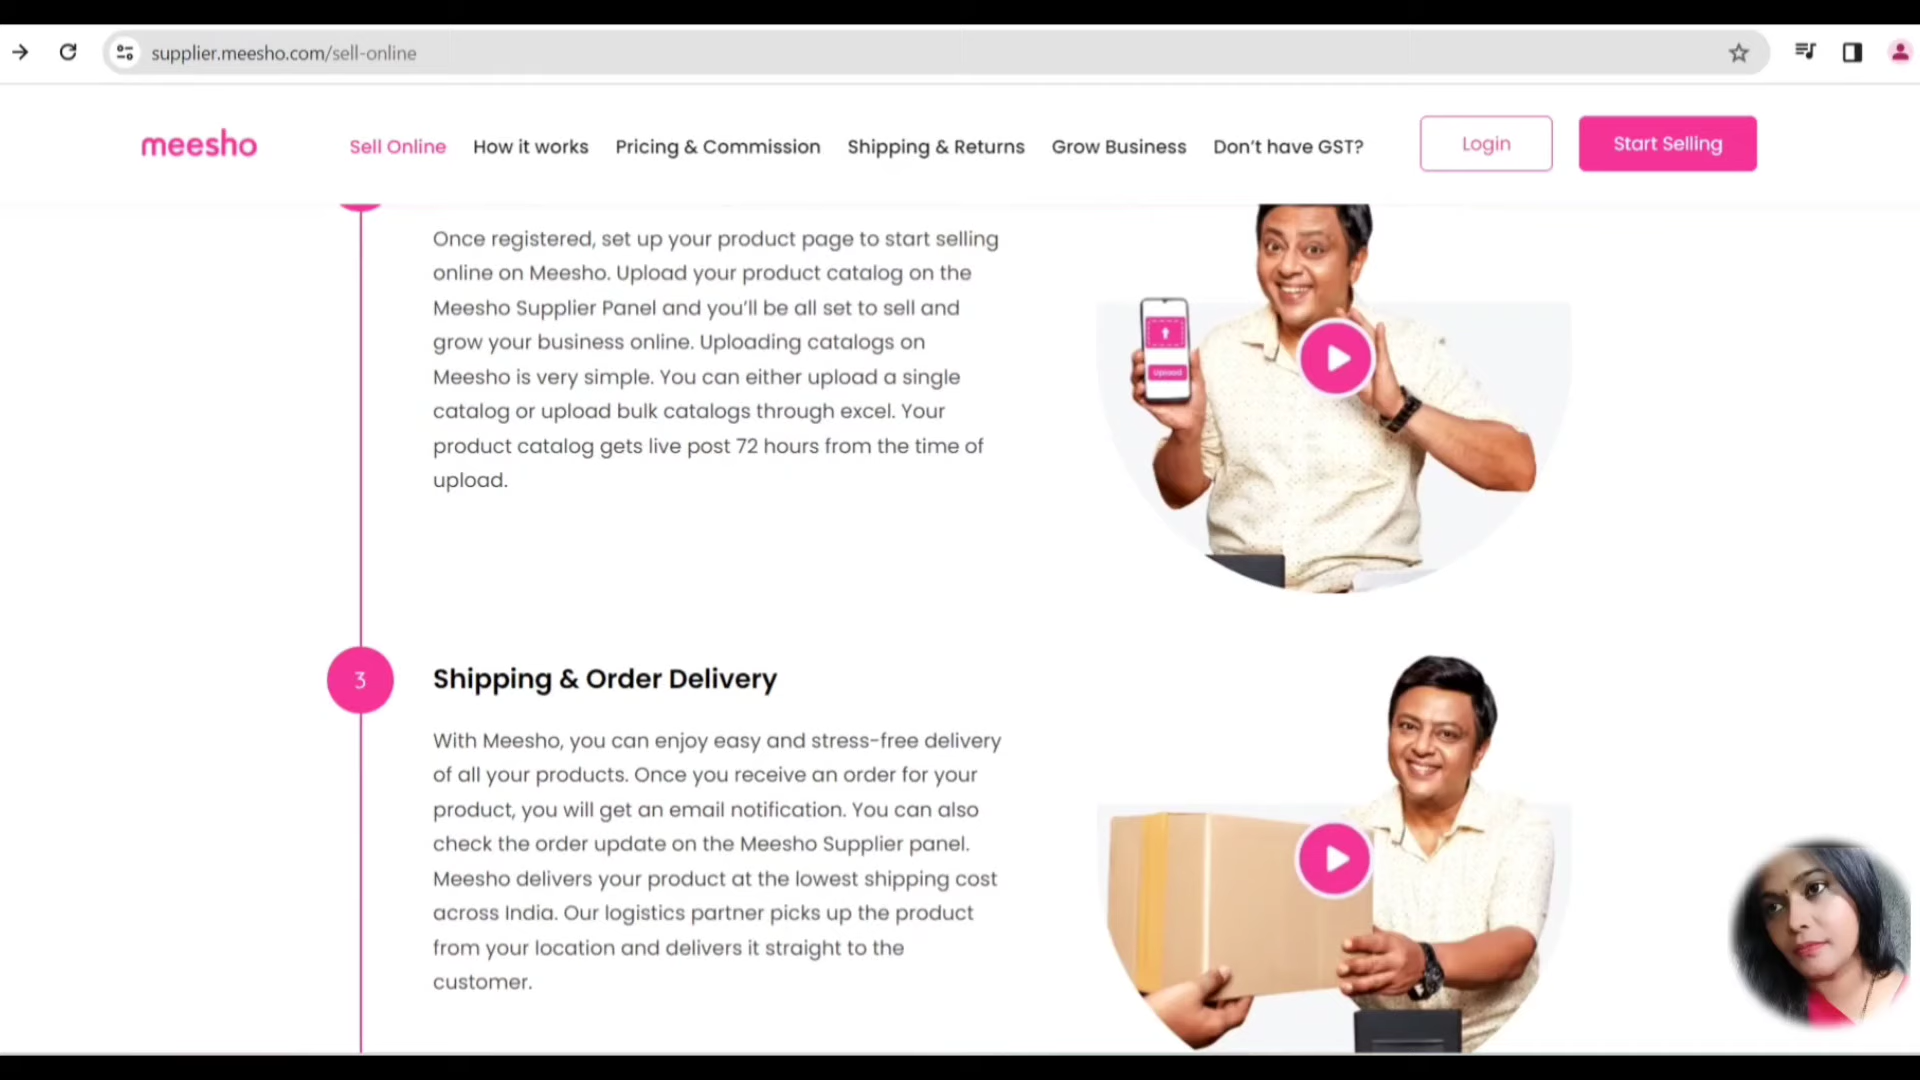 supplier.meesho.com/sell-online
meesho
Sell Online
How it works
Pricing & Commission
Shipping & Returns
Grow Business
Don’t have GST?
Login
Start Selling
Once registered, set up your product page to start selling
online on Meesho. Upload your product catalog on the
Meesho Supplier Panel and you’ll be all set to sell and
grow your business online. Uploading catalogs on
Meesho is very simple. You can either upload a single
catalog or upload bulk catalogs through excel. Your
product catalog gets live post 72 hours from the time of
upload.
Upload
3
Shipping & Order Delivery
With Meesho, you can enjoy easy and stress-free delivery
of all your products. Once you receive an order for your
product, you will get an email notification. You can also
check the order update on the Meesho Supplier panel.
Meesho delivers your product at the lowest shipping cost
across India. Our logistics partner picks up the product
from your location and delivers it straight to the
customer.